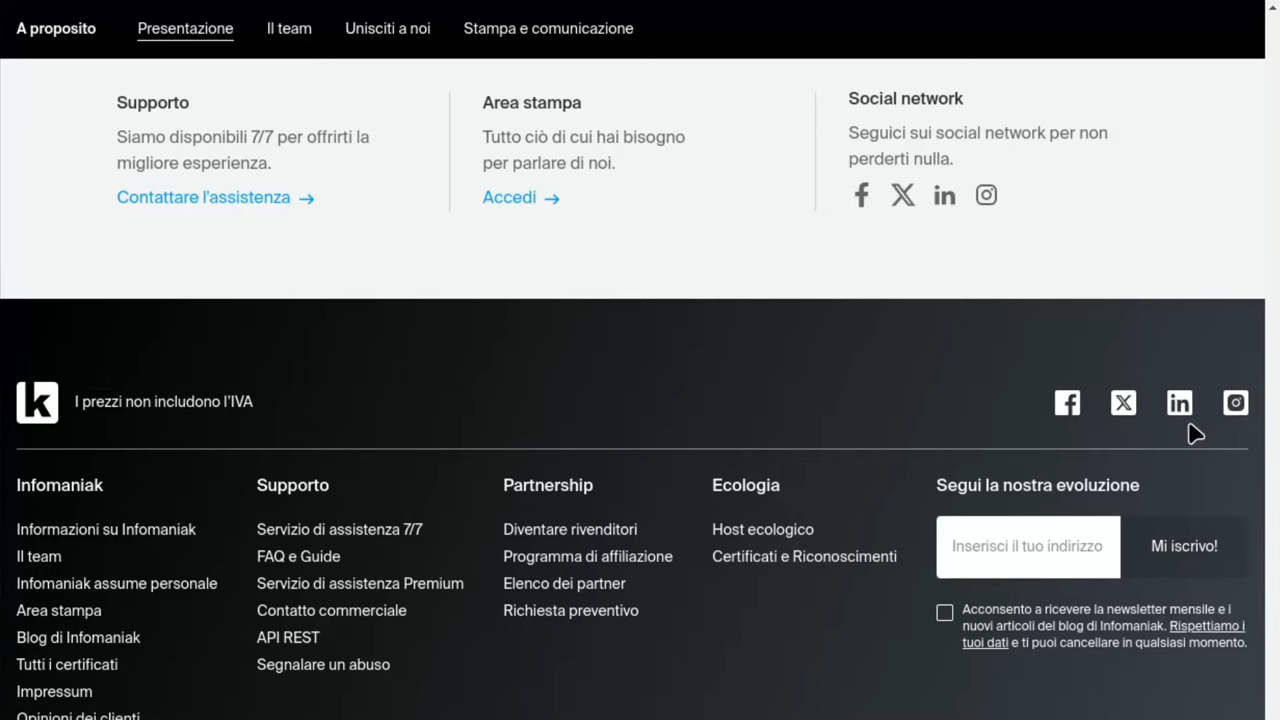 A proposito
Presentazione
Il team
Unisciti a noi
Stampa e comunicazione
Supporto
Siamo disponibili 7/7 per offrirti la
migliore esperienza.
Contattare l'assistenza →
Area stampa
Tutto ciò di cui hai bisogno
per parlare di noi.
Accedi →
Social network
Seguici sui social network per non
perderti nulla.
k
I prezzi non includono l'IVA
Infomaniak
Informazioni su Infomaniak
Il team
Infomaniak assume personale
Area stampa
Blog di Infomaniak
Tutti i certificati
Impressum
Opinioni dei clienti
Supporto
Servizio di assistenza 7/7
FAQ e Guide
Servizio di assistenza Premium
Contatto commerciale
API REST
Segnalare un abuso
Partnership
Diventare rivenditori
Programma di affiliazione
Elenco dei partner
Richiesta preventivo
Ecologia
Host ecologico
Certificati e Riconoscimenti
Segui la nostra evoluzione
Inserisci il tuo indirizzo
Mi iscrivo!
Acconsento a ricevere la newsletter mensile e i
nuovi articoli del blog di Infomaniak. Rispettiamo i
tuoi dati e ti puoi cancellare in qualsiasi momento.